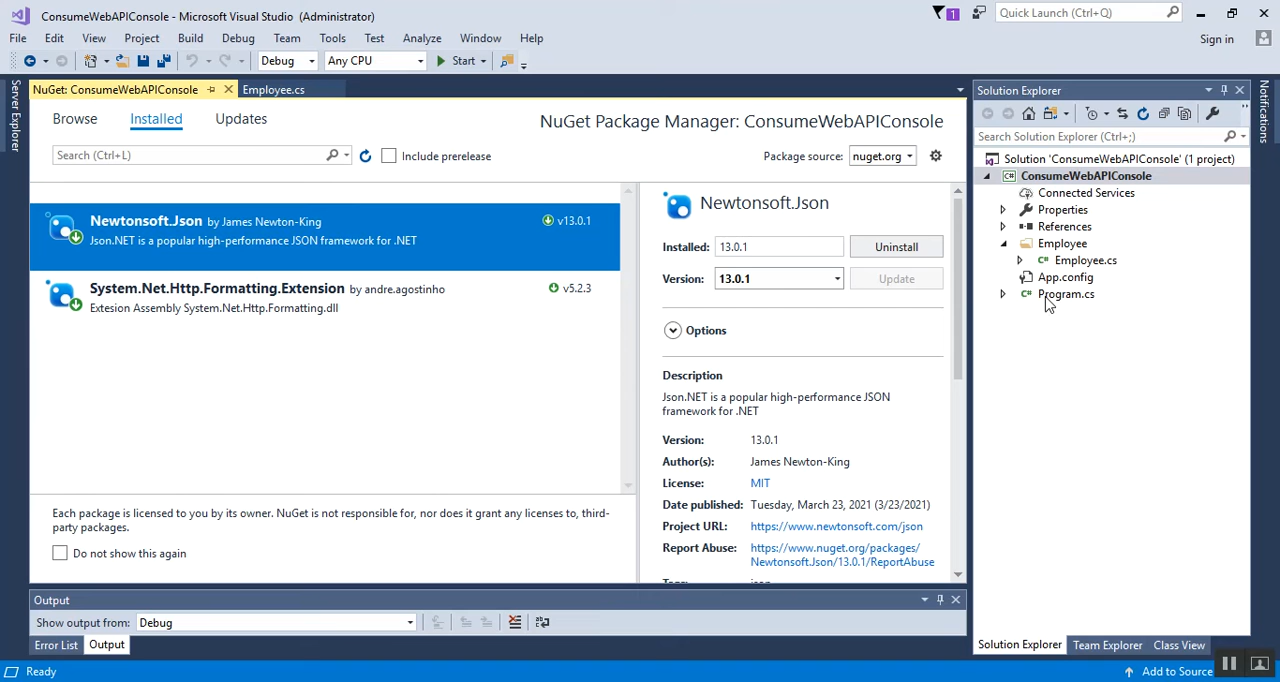 ConsumeWebAPIConsole - Microsoft Visual Studio (Administrator)
1
Quick Launch (Ctrl+Q)
File Edit View Project Build Debug Team Tools Test Analyze Window Help
Sign in
Debug Any CPU Start
Server Explorer
NuGet: ConsumeWebAPIConsole Employee.cs
Browse Installed Updates
NuGet Package Manager: ConsumeWebAPIConsole
Search (Ctrl+L)
Include prerelease
Package source: nuget.org
Newtonsoft.Json by James Newton-King v13.0.1
Json.NET is a popular high-performance JSON framework for .NET
System.Net.Http.Formatting.Extension by andre.agostinho v5.2.3
Extesion Assembly System.Net.Http.Formatting.dll
Each package is licensed to you by its owner. NuGet is not responsible, nor does it grant any licenses to, third-
party packages.
Do not show this again
Newtonsoft.Json
Installed: 13.0.1 Uninstall
Version: 13.0.1 Update
Options
Description
Json.NET is a popular high-performance JSON
framework for .NET
Version: 13.0.1
Author(s): James Newton-King
License: MIT
Date published: Tuesday, March 23, 2021 (3/23/2021)
Project URL: https://www.newtonsoft.com/json
Report Abuse: https://www.nuget.org/packages/
Newtonsoft.Json/13.0.1/ReportAbuse
Output
Show output from: Debug
Error List Output
Solution Explorer
Search Solution Explorer (Ctrl+;)
Solution 'ConsumeWebAPIConsole' (1 project)
C# ConsumeWebAPIConsole
Connected Services
Properties
References
Employee
C# Employee.cs
App.config
C# Program.cs
Solution Explorer Team Explorer Class View
Notifications
Ready
Add to Source